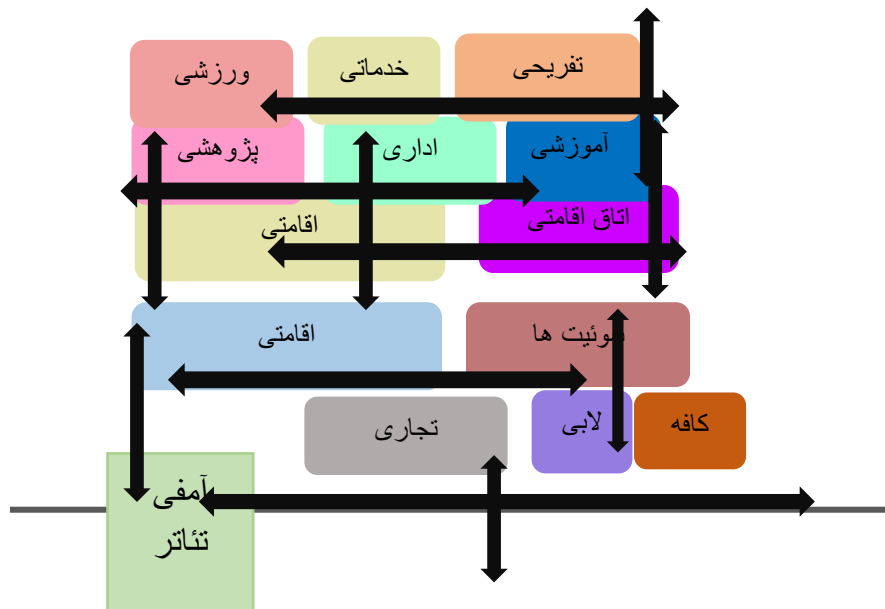 تفریحی
خدماتی
ورزشی
آموزشی
اداری
پژوهشی
اتاق اقامتی
اقامتی
سوئیت ها
اقامتی
کافه
لابی
تجاری
آمفی
تئاتر